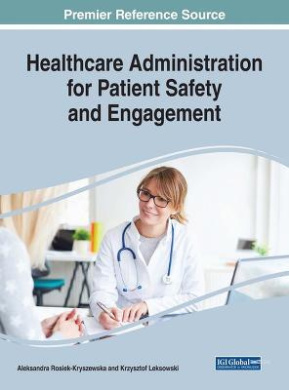 Premier Reference Source
Healthcare Administration
for Patient Safety
and Engagement
Aleksandra Rosiek-Kryszewska and Krzysztof Leksowski
IGI Global